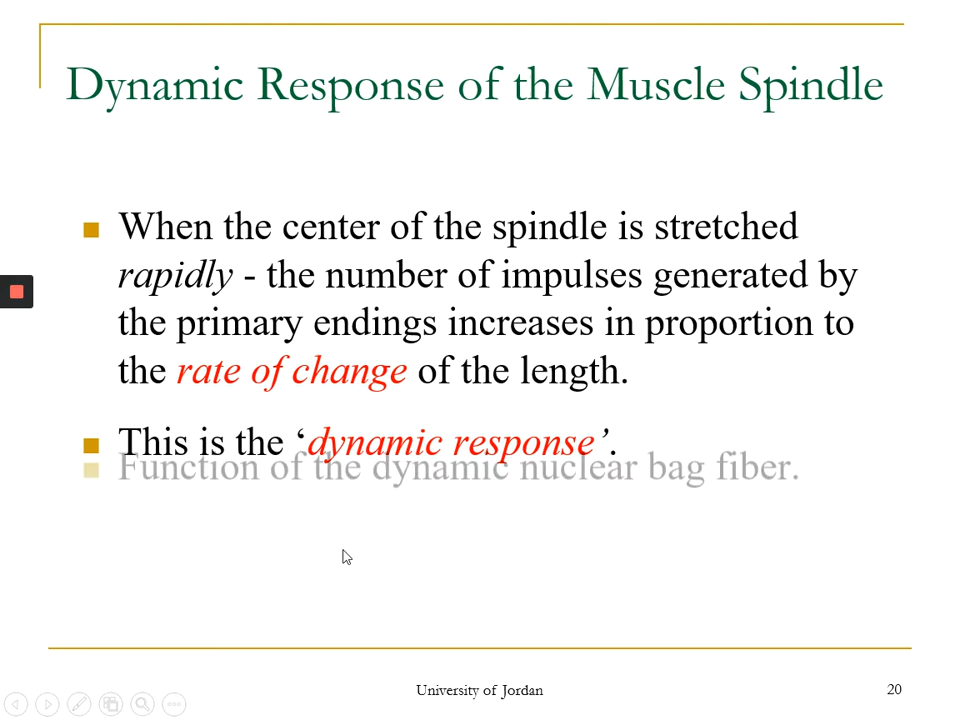 Dynamic Response of the Muscle Spindle
When the center of the spindle is stretched
rapidly - the number of impulses generated by
the primary endings increases in proportion to
the rate of change of the length.
This is the ‘dynamic response’.
Function of the dynamic nuclear bag fiber.
University of Jordan
20